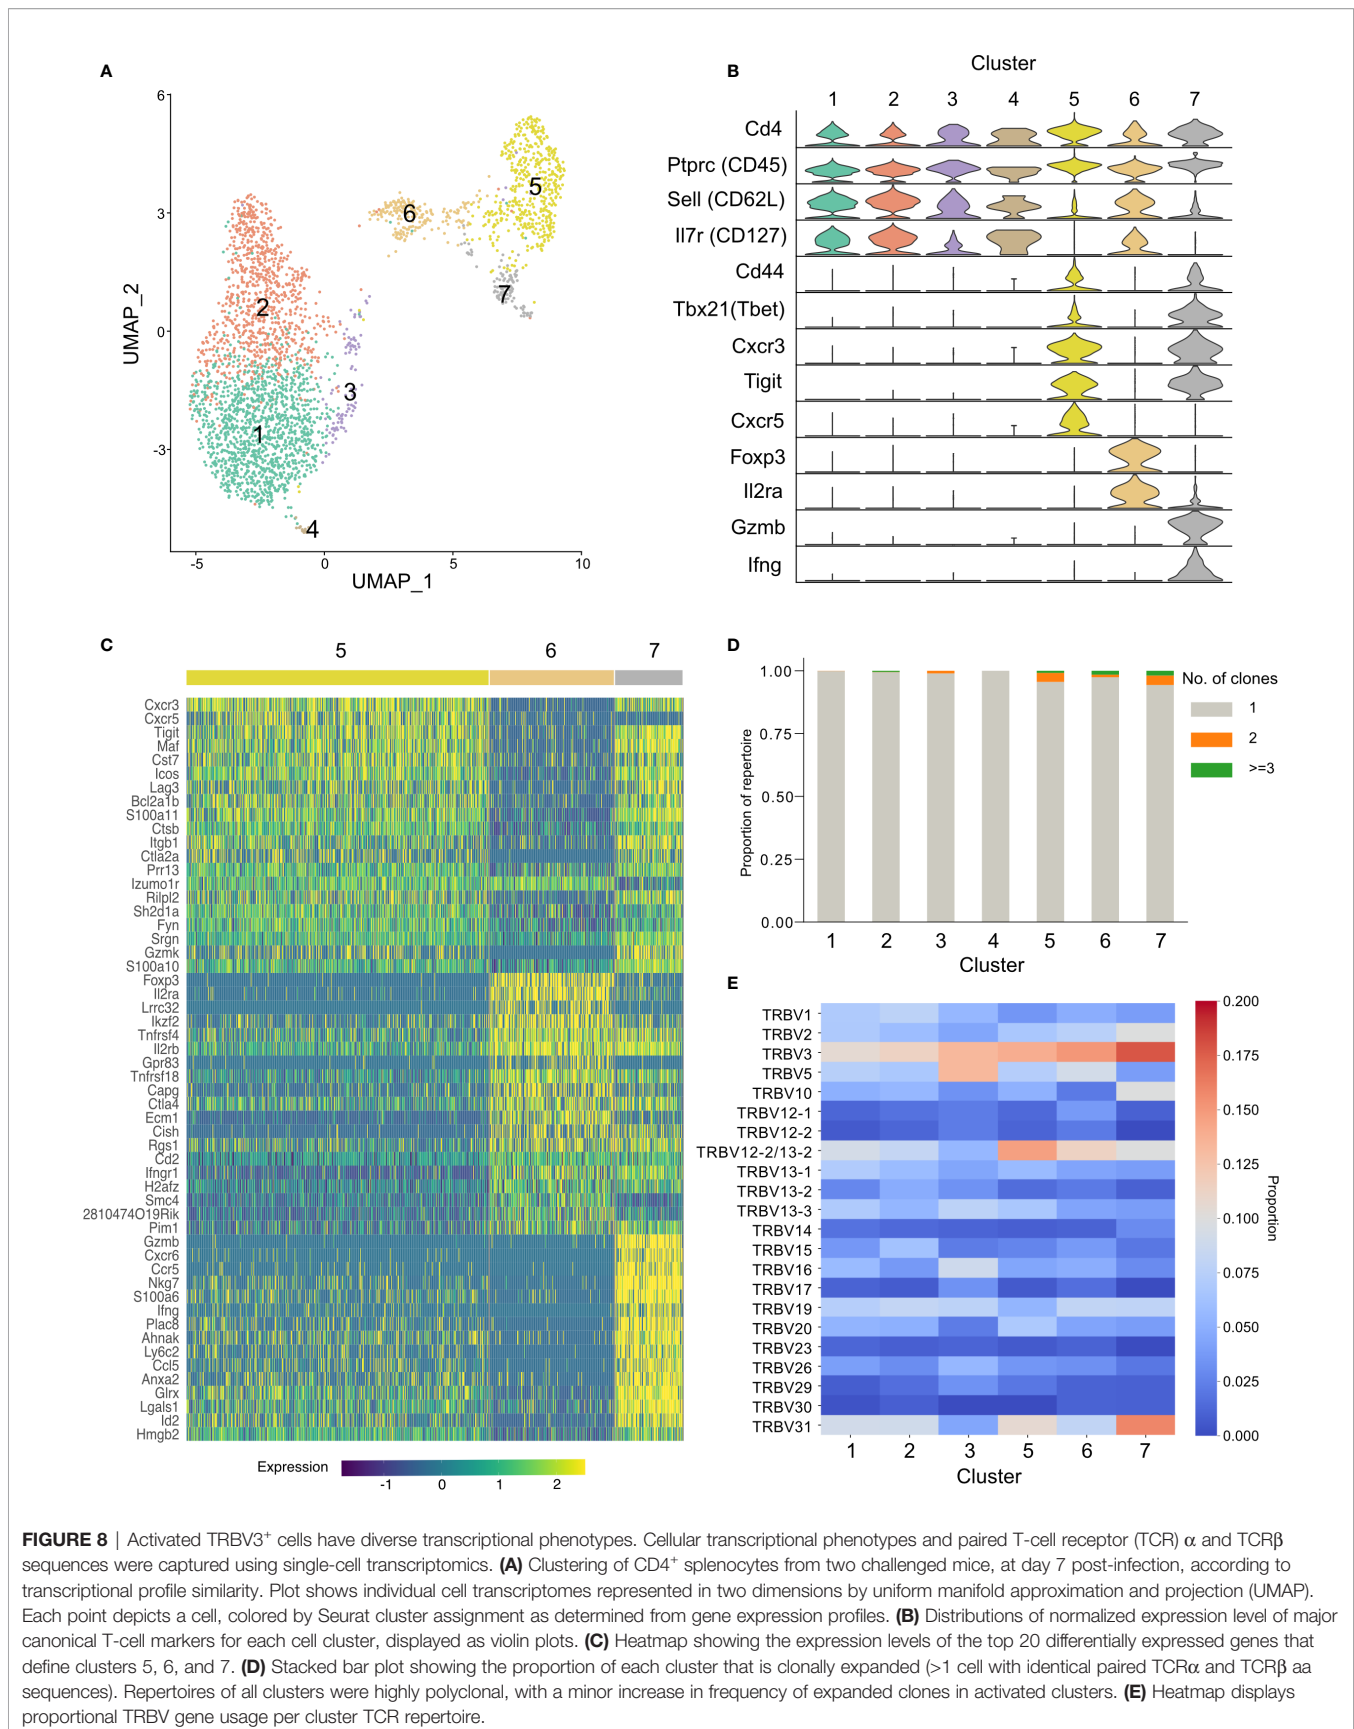 A
6
3
0
-3
UMAP_2
-5
0
5
10
UMAP_1
1
2
3
4
5
6
7
B
Cluster
1 2 3 4 5 6 7
Cd4
Ptprc (CD45)
Sell (CD62L)
Il7r (CD127)
Cd44
Tbx21(Tbet)
Cxcr3
Tigit
Cxcr5
Foxp3
Il2ra
Gzmb
Ifng
C
5 6 7
Cxcr3
Cxcr5
Tigit
Maf
Cst7
Icos
Lag3
Bcl2a1b
S100a11
Ctsb
Itgb1
Ctla2a
Prr13
Izumo1r
Rilpl2
Sh2d1a
Fyn
Srgn
Gzmk
S100a10
Foxp3
Il2ra
Lrrc32
Ikzf2
Tnfrsf4
Il2rb
Gpr83
Tnfrsf18
Capg
Ctla4
Ecm1
Cish
Rgs1
Cd2
Ifngr1
H2afz
Smc4
2810474O19Rik
Pim1
Gzmb
Cxcr6
Ccr5
Nkg7
S100a6
Ifng
Plac8
Ahnak
Ly6c2
Ccl5
Anxa2
Glrx
Lgals1
Id2
Hmgb2
Expression
-1 0 1 2
D
1.00
0.75
0.50
0.25
0.00
Proportion of repertoire
1 2 3 4 5 6 7
Cluster
No. of clones
1
2
>=3
E
TRBV1
TRBV2
TRBV3
TRBV5
TRBV10
TRBV12-1
TRBV12-2
TRBV12-2/13-2
TRBV13-1
TRBV13-2
TRBV13-3
TRBV14
TRBV15
TRBV16
TRBV17
TRBV19
TRBV20
TRBV23
TRBV26
TRBV29
TRBV30
TRBV31
1 2 3 5 6 7
Cluster
0.200
0.175
0.150
0.125
0.100
0.075
0.050
0.025
0.000
Proportion
FIGURE 8 | Activated TRBV3⁺ cells have diverse transcriptional phenotypes. Cellular transcriptional phenotypes and paired T-cell receptor (TCR) α and TCRβ
sequences were captured using single-cell transcriptomics. (A) Clustering of CD4⁺ splenocytes from two challenged mice, at day 7 post-infection, according to
transcriptional profile similarity. Plot shows individual cell transcriptomes represented in two dimensions by uniform manifold approximation and projection (UMAP).
Each point depicts a cell, colored by Seurat cluster assignment as determined from gene expression profiles. (B) Distributions of normalized expression level of major
canonical T-cell markers for each cell cluster, displayed as violin plots. (C) Heatmap showing the expression levels of the top 20 differentially expressed genes that
define clusters 5, 6, and 7. (D) Stacked bar plot showing the proportion of each cluster that is clonally expanded (>1 cell with identical paired TCRα and TCRβ aa
sequences). Repertoires of all clusters were highly polyclonal, with a minor increase in frequency of expanded clones in activated clusters. (E) Heatmap displays
proportional TRBV gene usage per cluster TCR repertoire.